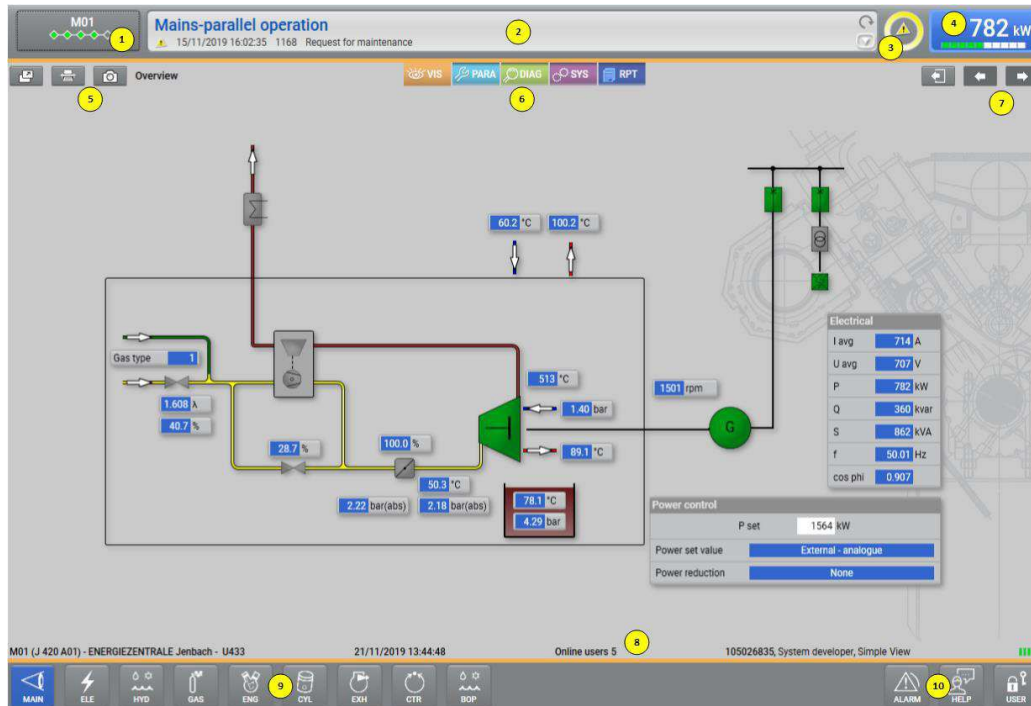 M01
1
Mains-parallel operation
15/11/2019 16:02:35 1168 Request for maintenance
2
3
4
782 kW
5
Overview
VIS PARA DIAG SYS RPT
6
7
60.2 °C 100.2 °C
Gas type 1
1.608 λ
40.7 %
28.7 %
100.0 %
50.3 °C
2.22 bar(abs) 2.18 bar(abs)
513 °C
1.40 bar
89.1 °C
78.1 °C
4.29 bar
1501 rpm
G
Electrical
I avg 714 A
U avg 707 V
P 782 kW
Q 360 kvar
S 862 kVA
f 50.01 Hz
cos phi 0.907
Power control
P set 1564 kW
Power set value External - analogue
Power reduction None
8
M01 (J 420 A01) - ENERGIEZENTRALE Jenbach - U433 21/11/2019 13:44:48 Online users 5 105026835, System developer, Simple View
MAIN ELE HYD GAS ENG 9 CYL EXH CTR BOP ALARM 10 HELP USER